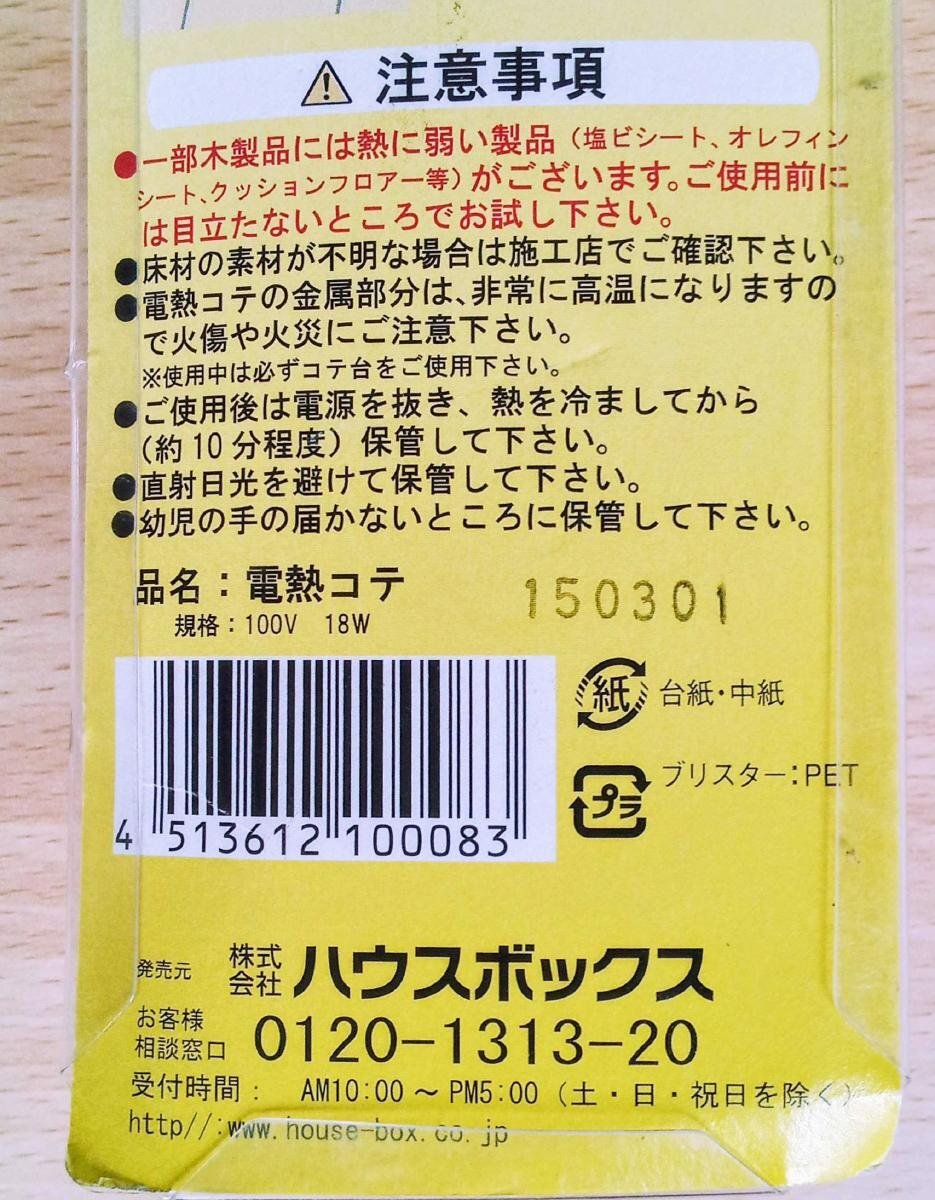 注意事項
●一部木製品には熱に弱い製品（塩ビシート、オレフィン
シート、クッションフロアー等）がございます。ご使用前に
は目立たないところでお試し下さい。
●床材の素材が不明な場合は施工店でご確認下さい。
●電熱コテの金属部分は、非常に高温になりますの
で火傷や火災にご注意下さい。
※使用中は必ずコテ台をご使用下さい。
●ご使用後は電源を抜き、熱を冷ましてから
（約10分程度）保管して下さい。
●直射日光を避けて保管して下さい。
●幼児の手の届かないところに保管して下さい。
品名：電熱コテ
150301
規格：100V 18W
紙 台紙・中紙
プラ ブリスター：PET
4 513612 100083
発売元 株式会社 ハウスボックス
お客様
相談窓口 0120-1313-20
受付時間： AM10:00～PM5:00（土・日・祝日を除く）
http//:www.house-box.co.jp